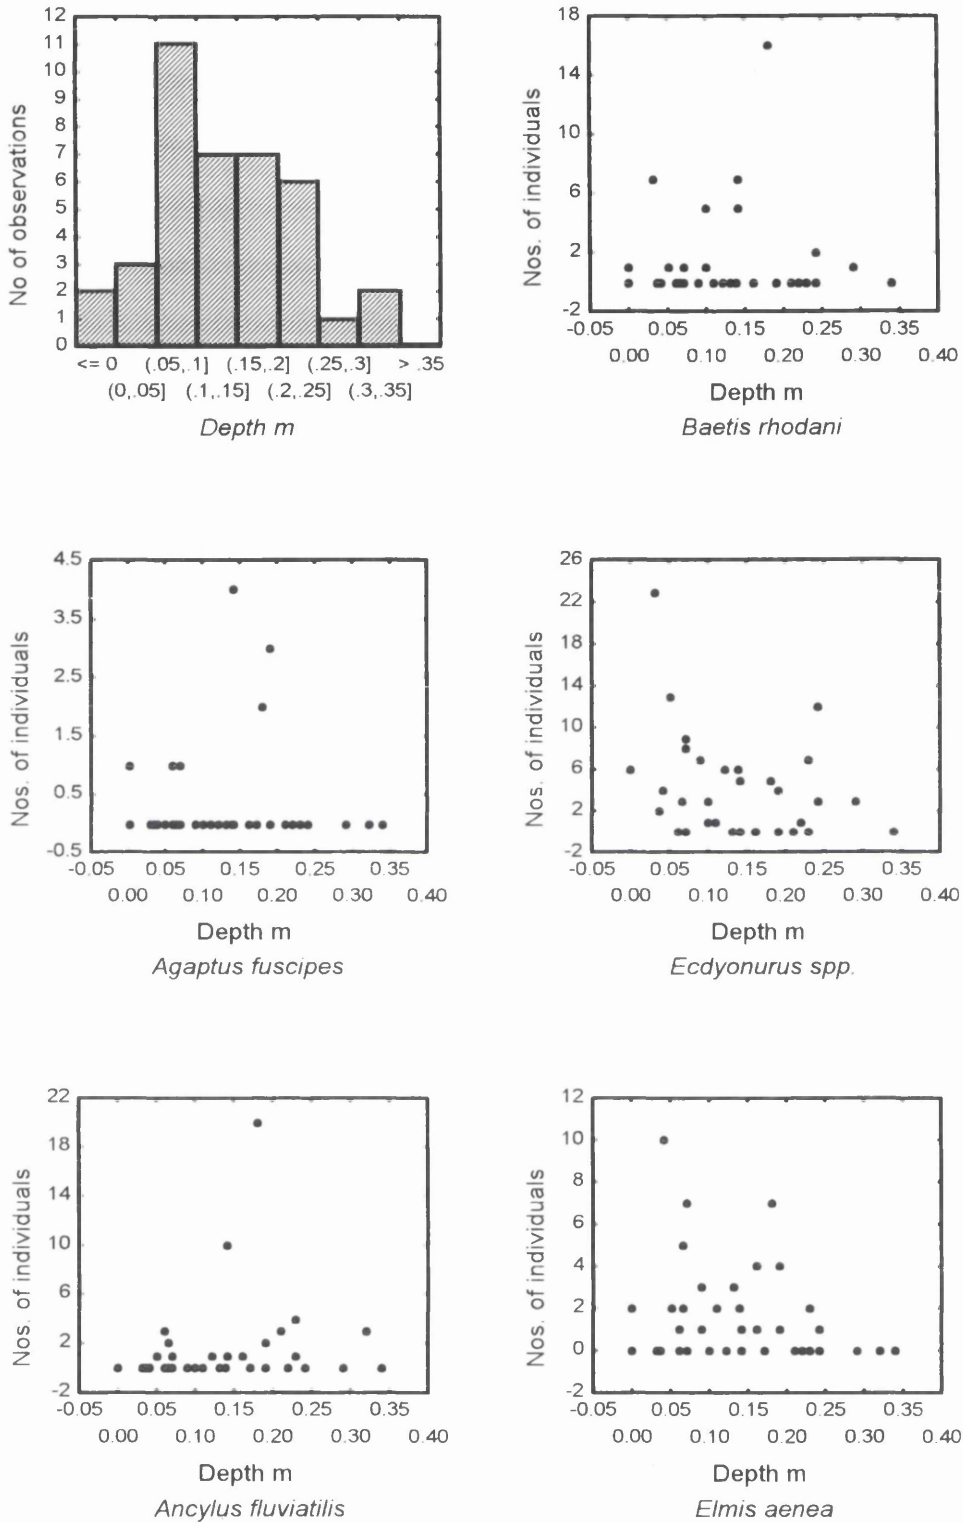 12
11
10
9
8
7
6
5
4
3
2
1
0
No of observations
<= 0 (.05,.1] (.15,.2] (.25,.3] > .35
(0,.05] (.1,.15] (.2,.25] (.3,.35]
Depth m
18
14
10
6
2
-2
Nos. of individuals
-0.05 0.05 0.15 0.25 0.35
0.00 0.10 0.20 0.30 0.40
Depth m
Baetis rhodani
4.5
3.5
2.5
1.5
0.5
-0.5
Nos. of individuals
-0.05 0.05 0.15 0.25 0.35
0.00 0.10 0.20 0.30 0.40
Depth m
Agaptus fuscipes
26
22
18
14
10
6
2
-2
Nos. of individuals
-0.05 0.05 0.15 0.25 0.35
0.00 0.10 0.20 0.30 0.40
Depth m
Ecdyonurus spp.
22
18
14
10
6
2
-2
Nos. of individuals
-0.05 0.05 0.15 0.25 0.35
0.00 0.10 0.20 0.30 0.40
Depth m
Ancylus fluviatilis
12
10
8
6
4
2
0
-2
Nos. of individuals
-0.05 0.05 0.15 0.25 0.35
0.00 0.10 0.20 0.30 0.40
Depth m
Elmis aenea